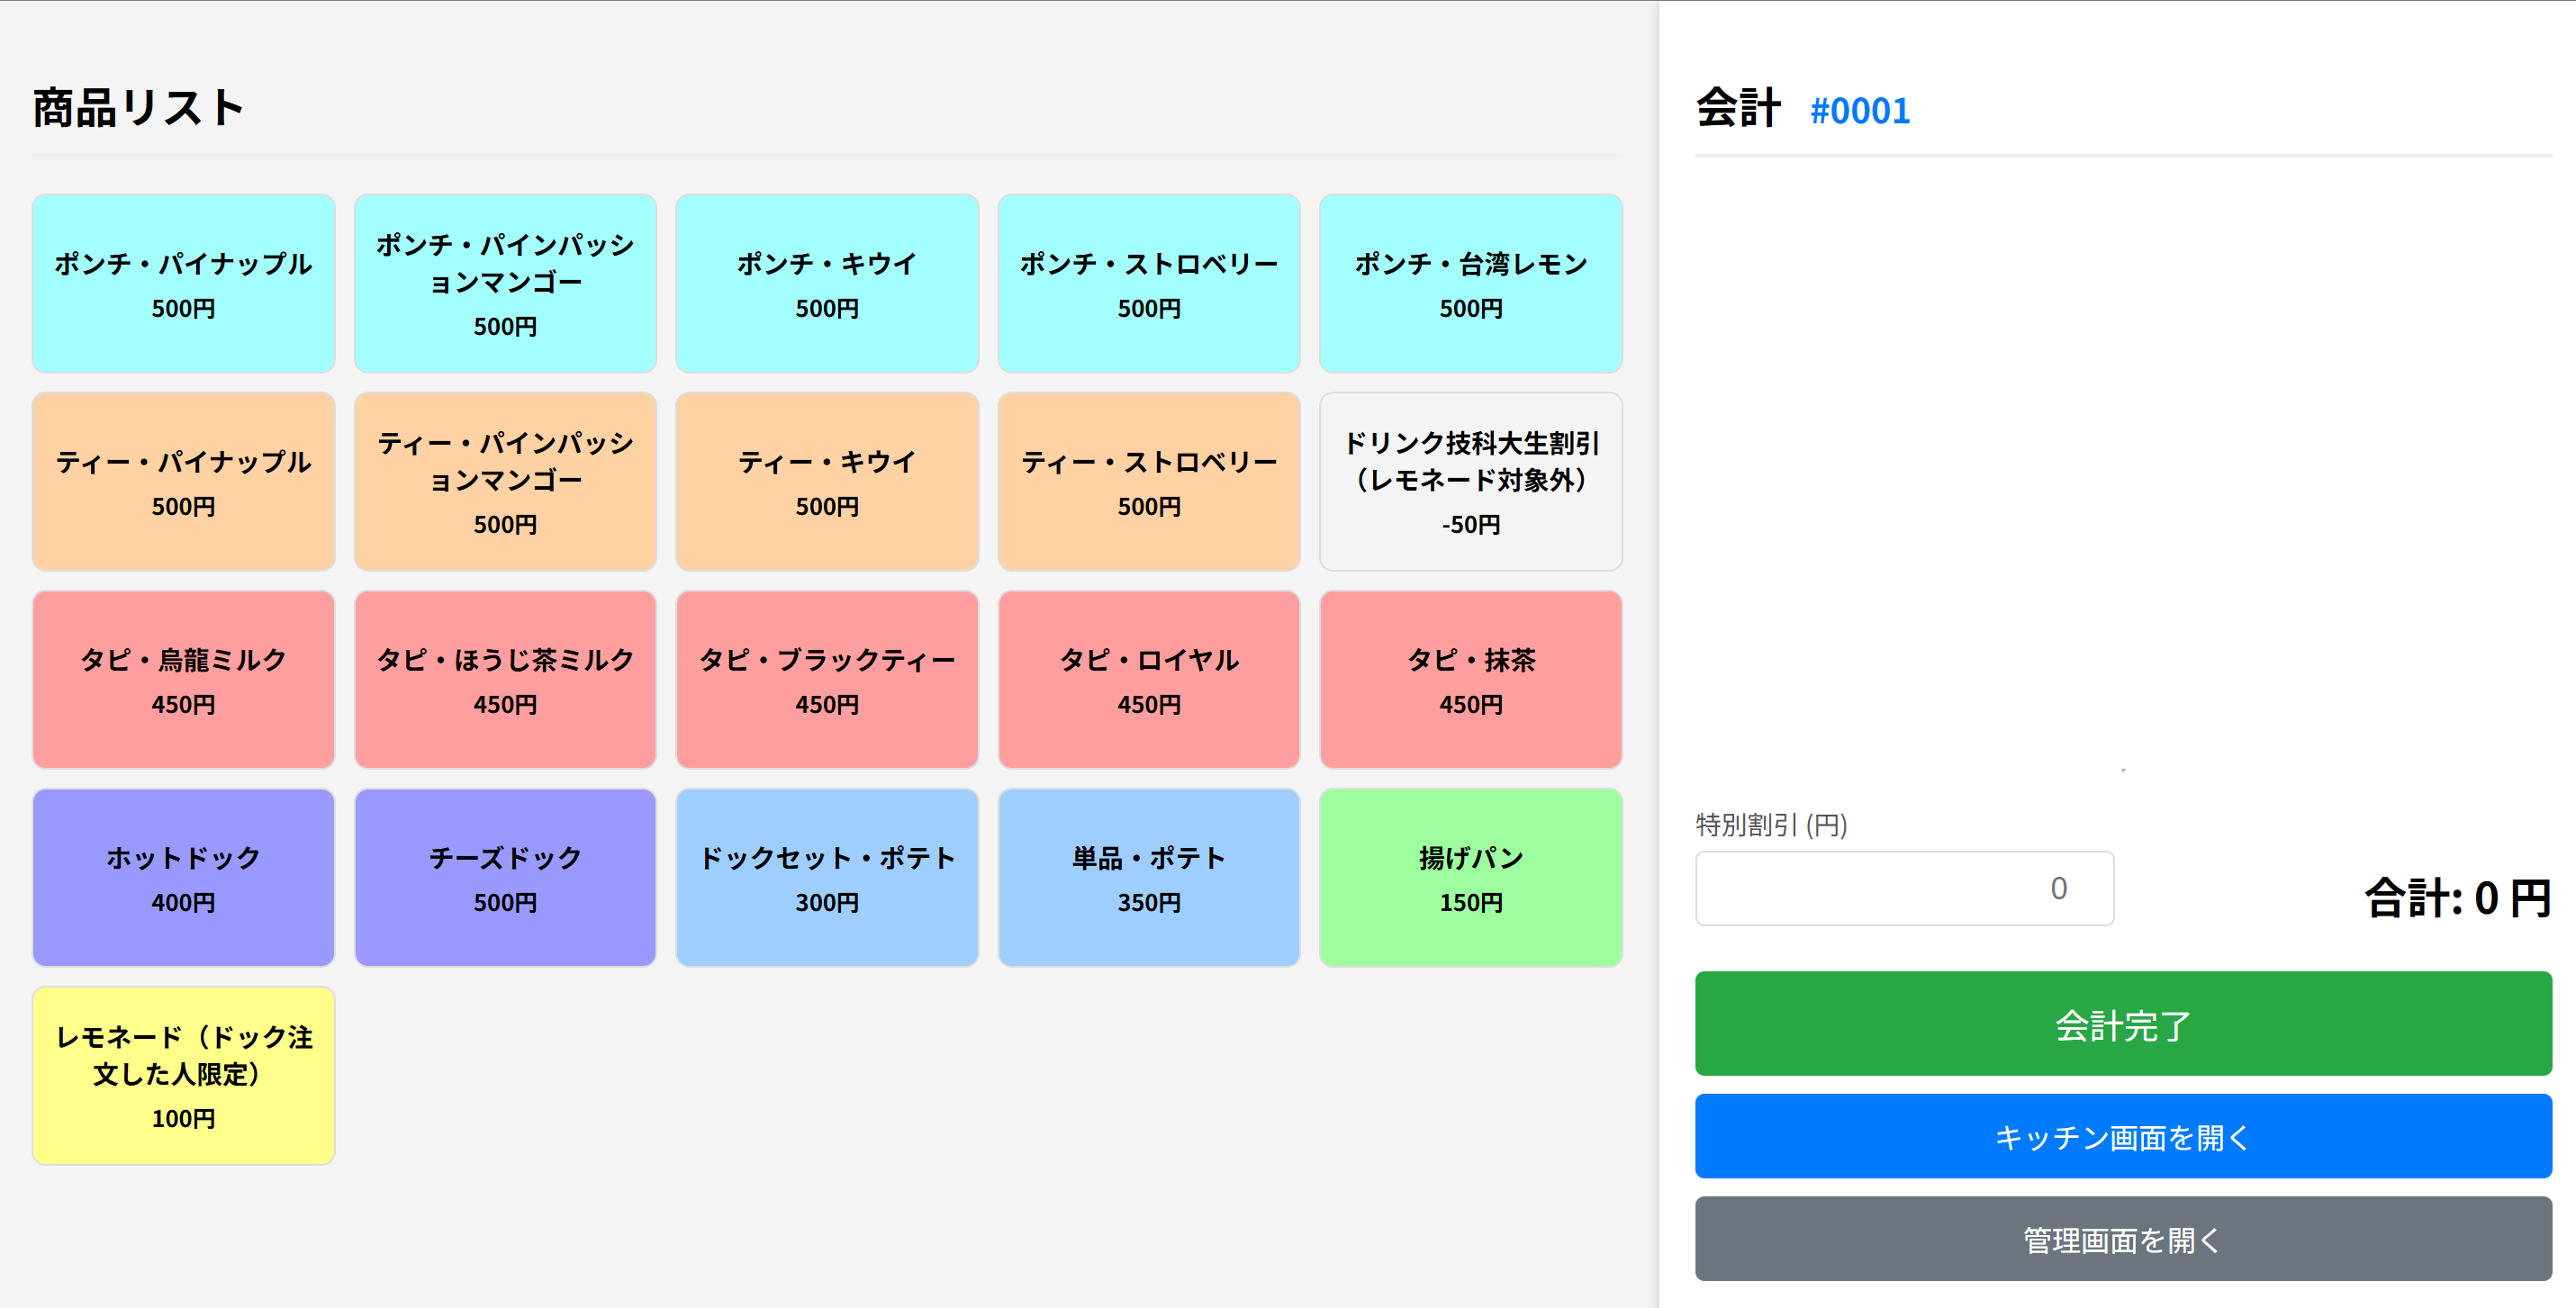 商品リスト
ポンチ・パイナップル
500円
ポンチ・パインパッシ
ョンマンゴー
500円
ポンチ・キウイ
500円
ポンチ・ストロベリー
500円
ポンチ・台湾レモン
500円
ティー・パイナップル
500円
ティー・パインパッシ
ョンマンゴー
500円
ティー・キウイ
500円
ティー・ストロベリー
500円
ドリンク技科大生割引
（レモネード対象外）
-50円
タピ・烏龍ミルク
450円
タピ・ほうじ茶ミルク
450円
タピ・ブラックティー
450円
タピ・ロイヤル
450円
タピ・抹茶
450円
ホットドック
400円
チーズドック
500円
ドックセット・ポテト
300円
単品・ポテト
350円
揚げパン
150円
レモネード（ドック注
文した人限定）
100円
会計 #0001
特別割引 (円)
0
合計: 0 円
会計完了
キッチン画面を開く
管理画面を開く